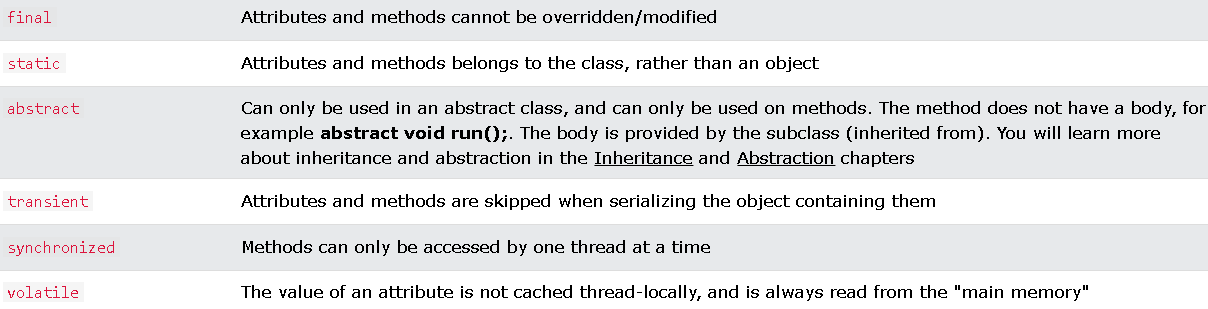 final Attributes and methods cannot be overridden/modified
static Attributes and methods belongs to the class, rather than an object
abstract Can only be used in an abstract class, and can only be used on methods. The method does not have a body, for
example abstract void run();. The body is provided by the subclass (inherited from). You will learn more
about inheritance and abstraction in the Inheritance and Abstraction chapters
transient Attributes and methods are skipped when serializing the object containing them
synchronized Methods can only be accessed by one thread at a time
volatile The value of an attribute is not cached thread-locally, and is always read from the "main memory"